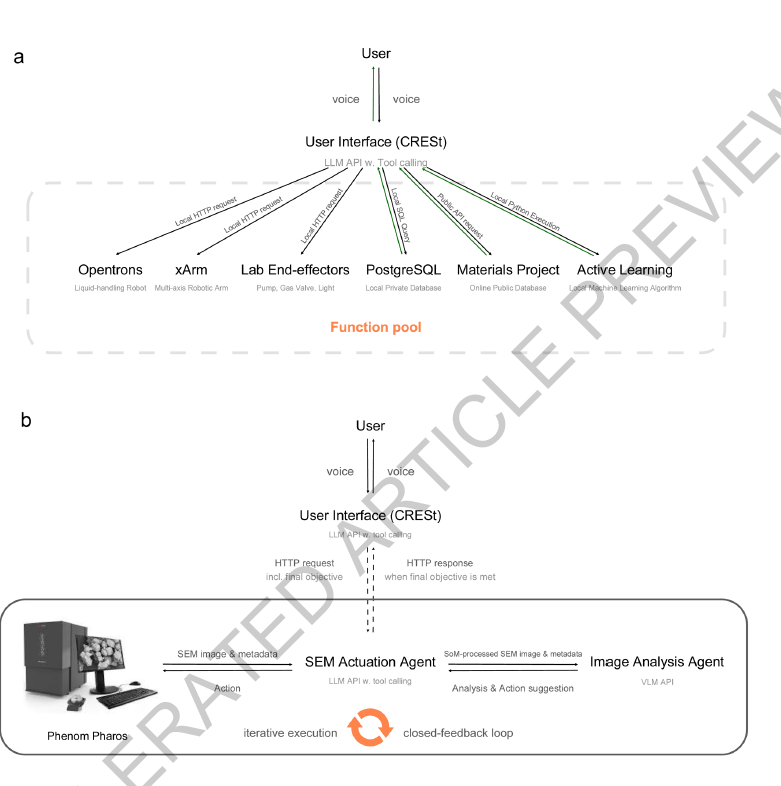 a
User
voice
voice
User Interface (CRESt)
LLM API w. Tool calling
Local HTTP request
Local HTTP request
Local HTTP request
Local SQL Query
Public API request
Local Python Execution
Opentrons
xArm
Lab End-effectors
PostgreSQL
Materials Project
Active Learning
Liquid-handling Robot
Multi-axis Robotic Arm
Pump, Gas Valve, Light
Local Private Database
Online Public Database
Local Machine Learning Algorithm
Function pool
b
User
voice
voice
User Interface (CRESt)
LLM API w. tool calling
HTTP request
incl. final objective
HTTP response
when final objective is met
SEM image & metadata
Action
SEM Actuation Agent
LLM API w. tool calling
SoM-processed SEM image & metadata
Analysis & Action suggestion
Image Analysis Agent
VLM API
Phenom Pharos
iterative execution
closed-feedback loop
ERATED ARTICLE PREVIEW